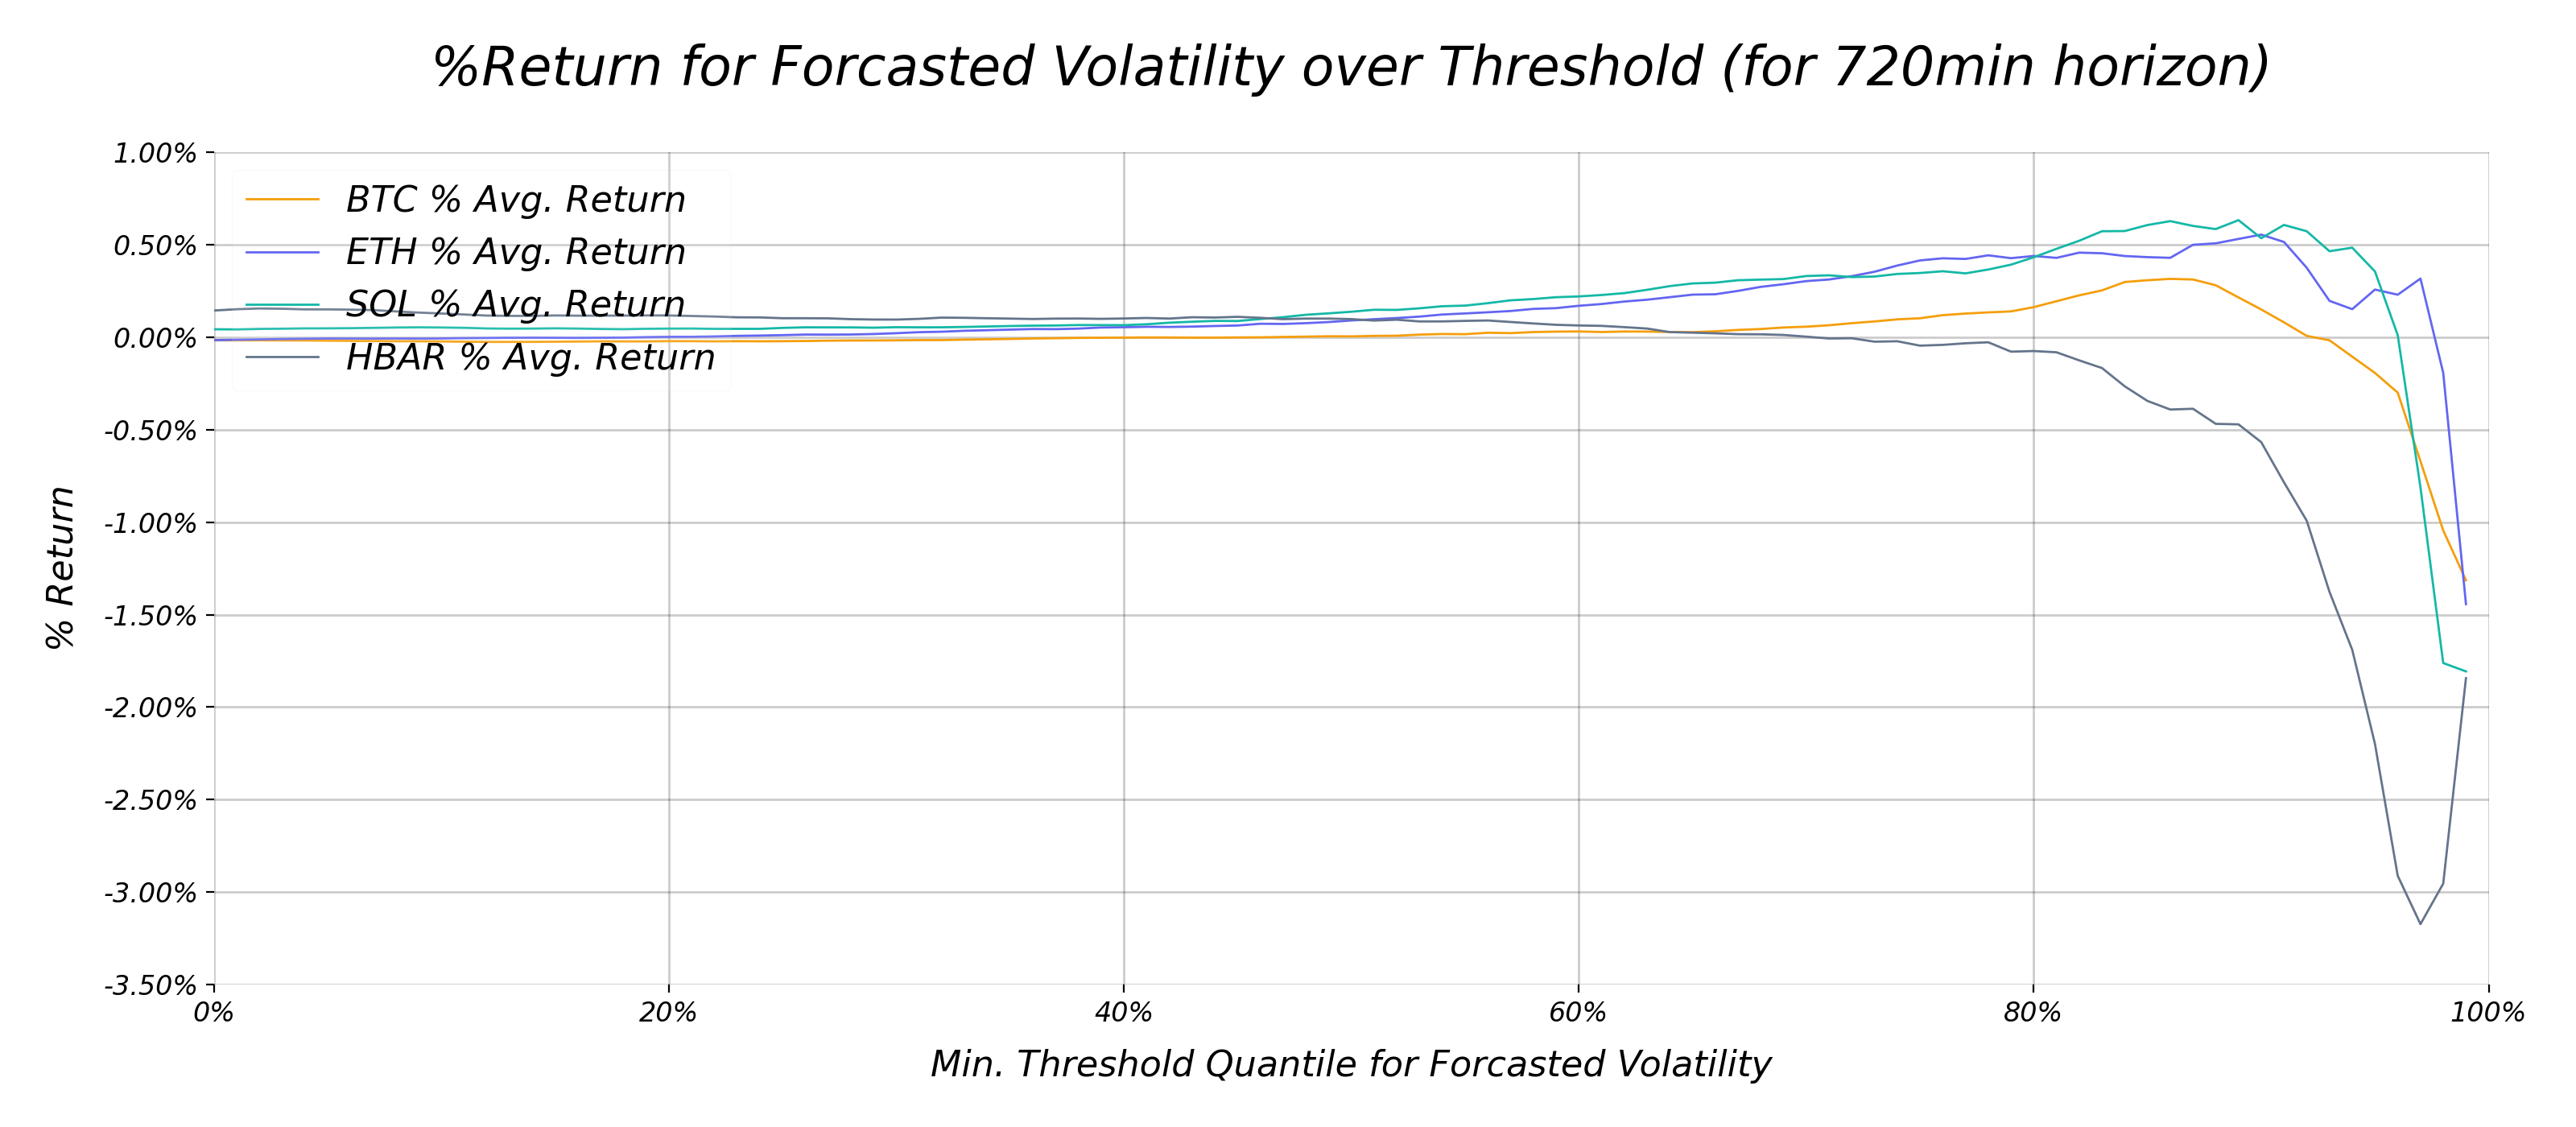 %Return for Forcasted Volatility over Threshold (for 720min horizon)
1.00%
0.50%
0.00%
-0.50%
-1.00%
-1.50%
-2.00%
-2.50%
-3.00%
-3.50%
% Return
BTC % Avg. Return
ETH % Avg. Return
SOL % Avg. Return
HBAR % Avg. Return
0% 20% 40% 60% 80% 100%
Min. Threshold Quantile for Forcasted Volatility